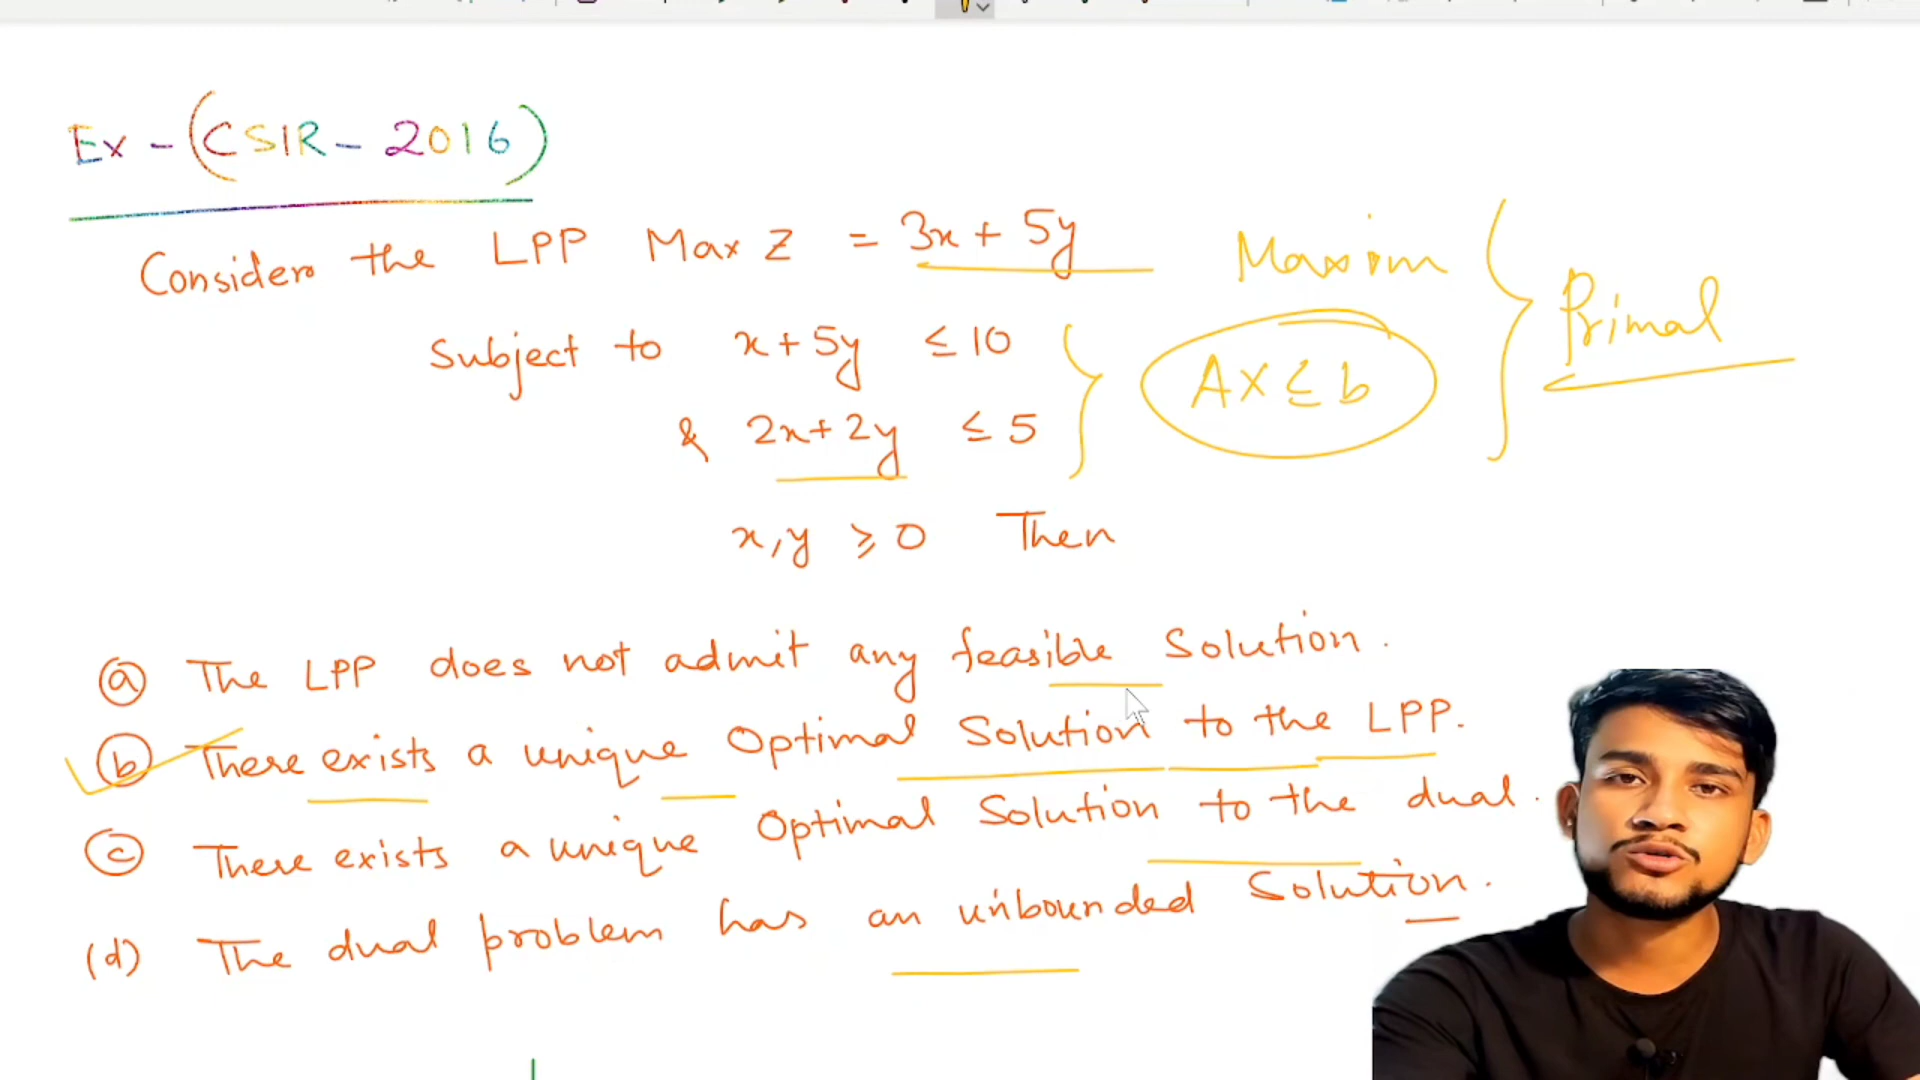 Ex - (CSIR - 2016)
Consider the LPP Max Z = 3x + 5y
Maxim
Subject to x + 5y ≤ 10
AX ≤ b
Primal
& 2x + 2y ≤ 5
x, y ≥ 0 Then
(a) The LPP does not admit any feasible Solution.
(b) There exists a unique Optimal Solution to the LPP.
(c) There exists a unique Optimal Solution to the dual.
(d) The dual problem has an unbounded Solution.